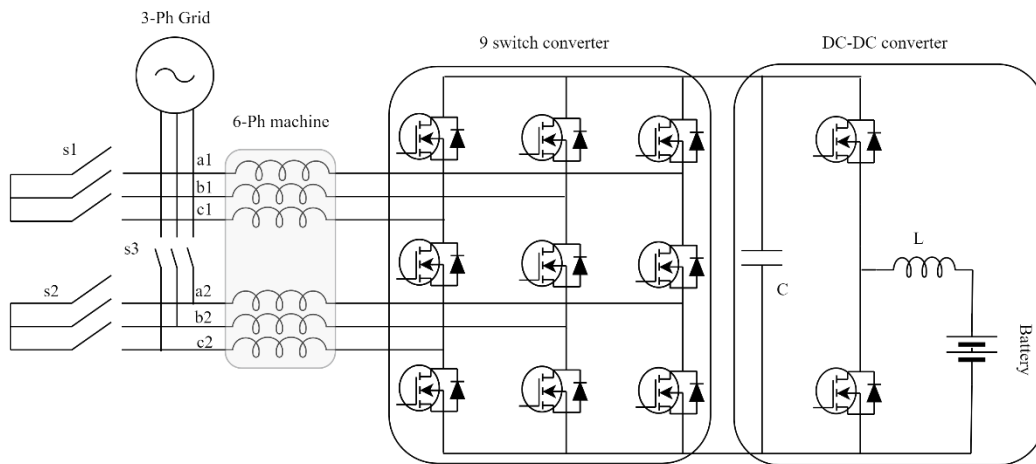 3-Ph Grid
9 switch converter
DC-DC converter
6-Ph machine
s1
a1
b1
c1
s3
L
C
s2
a2
b2
c2
Battery